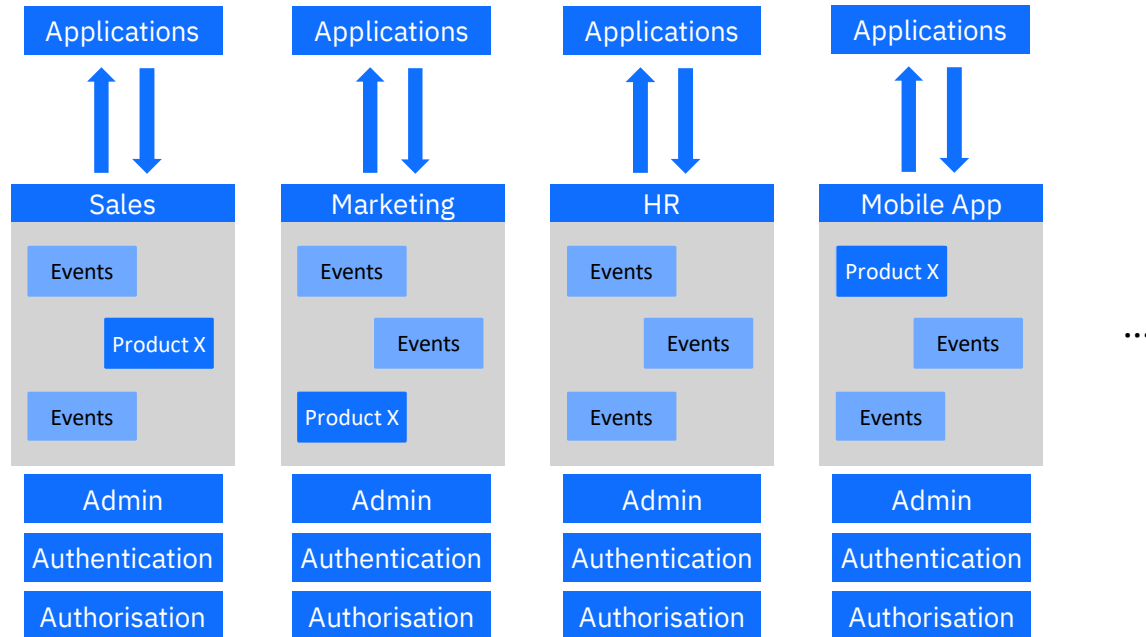 Applications
Applications
Applications
Applications
Sales
Marketing
HR
Mobile App
Events
Events
Events
Product X
Product X
Events
Events
Events
...
Events
Product X
Events
Events
Admin
Admin
Admin
Admin
Authentication
Authentication
Authentication
Authentication
Authorisation
Authorisation
Authorisation
Authorisation